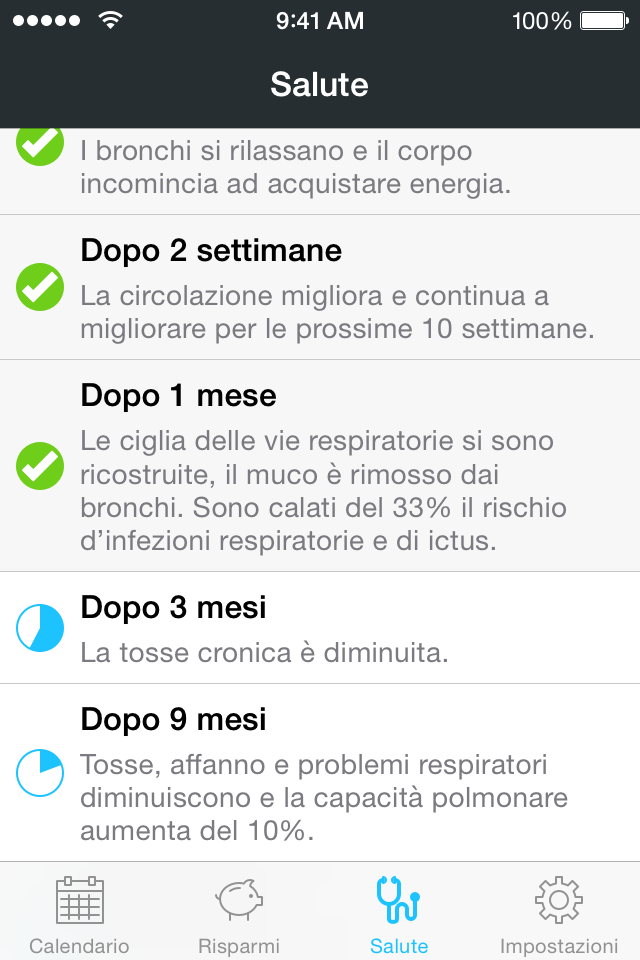 9:41 AM
100%
Salute
I bronchi si rilassano e il corpo
incomincia ad acquistare energia.
Dopo 2 settimane
La circolazione migliora e continua a
migliorare per le prossime 10 settimane.
Dopo 1 mese
Le ciglia delle vie respiratorie si sono
ricostruite, il muco è rimosso dai
bronchi. Sono calati del 33% il rischio
d’infezioni respiratorie e di ictus.
Dopo 3 mesi
La tosse cronica è diminuita.
Dopo 9 mesi
Tosse, affanno e problemi respiratori
diminuiscono e la capacità polmonare
aumenta del 10%.
Calendario
Risparmi
Salute
Impostazioni